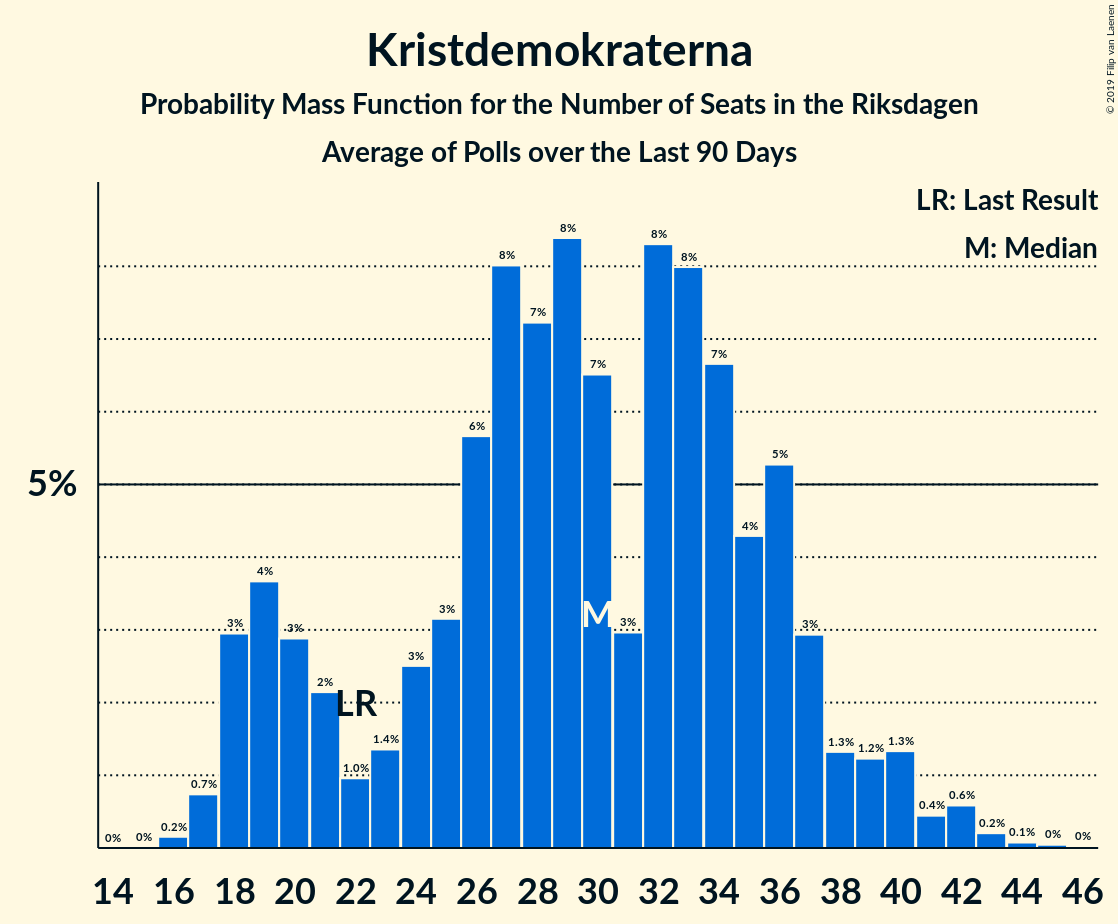 Kristdemokraterna
Probability Mass Function for the Number of Seats in the Riksdagen
Average of Polls over the Last 90 Days
© 2019 Filip van Laenen
LR: Last Result
M: Median
5%
0% 0% 0.2% 0.7% 3% 4% 3% 2% 1.0% 1.4% 3% 3% 6% 8% 7% 8% 7% 3% 8% 8% 7% 4% 5% 3% 1.3% 1.2% 1.3% 0.4% 0.6% 0.2% 0.1% 0% 0%
LR
M
14 16 18 20 22 24 26 28 30 32 34 36 38 40 42 44 46